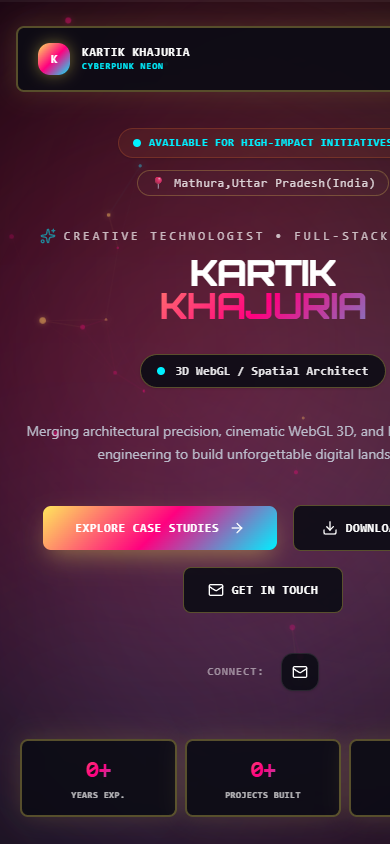 K
KARTIK KHAJURIA
CYBERPUNK NEON
AVAILABLE FOR HIGH-IMPACT INITIATIVES
Mathura,Uttar Pradesh(India)
CREATIVE TECHNOLOGIST • FULL-STACK
KARTIK
KHAJURIA
3D WebGL / Spatial Architect
Merging architectural precision, cinematic WebGL 3D, and
engineering to build unforgettable digital lands
EXPLORE CASE STUDIES
DOWNLO
GET IN TOUCH
CONNECT:
0+
0+
YEARS EXP.
PROJECTS BUILT